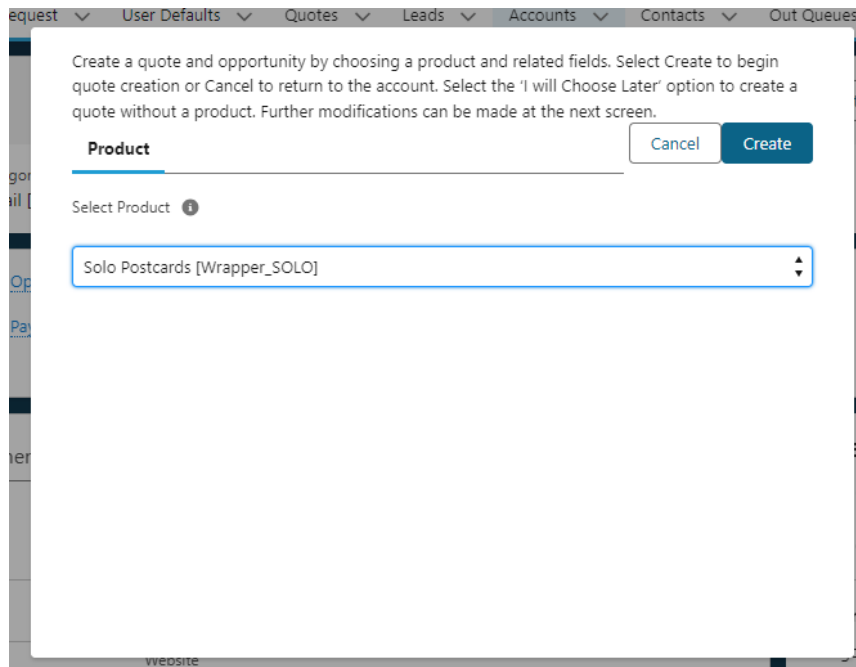 User Defaults Quotes Leads Accounts Contacts Out Queues
Create a quote and opportunity by choosing a product and related fields. Select Create to begin
quote creation or Cancel to return to the account. Select the ‘I will Choose Later’ option to create a
quote without a product. Further modifications can be made at the next screen.
Product
Cancel
Create
Select Product
Solo Postcards [Wrapper_SOLO]
Website